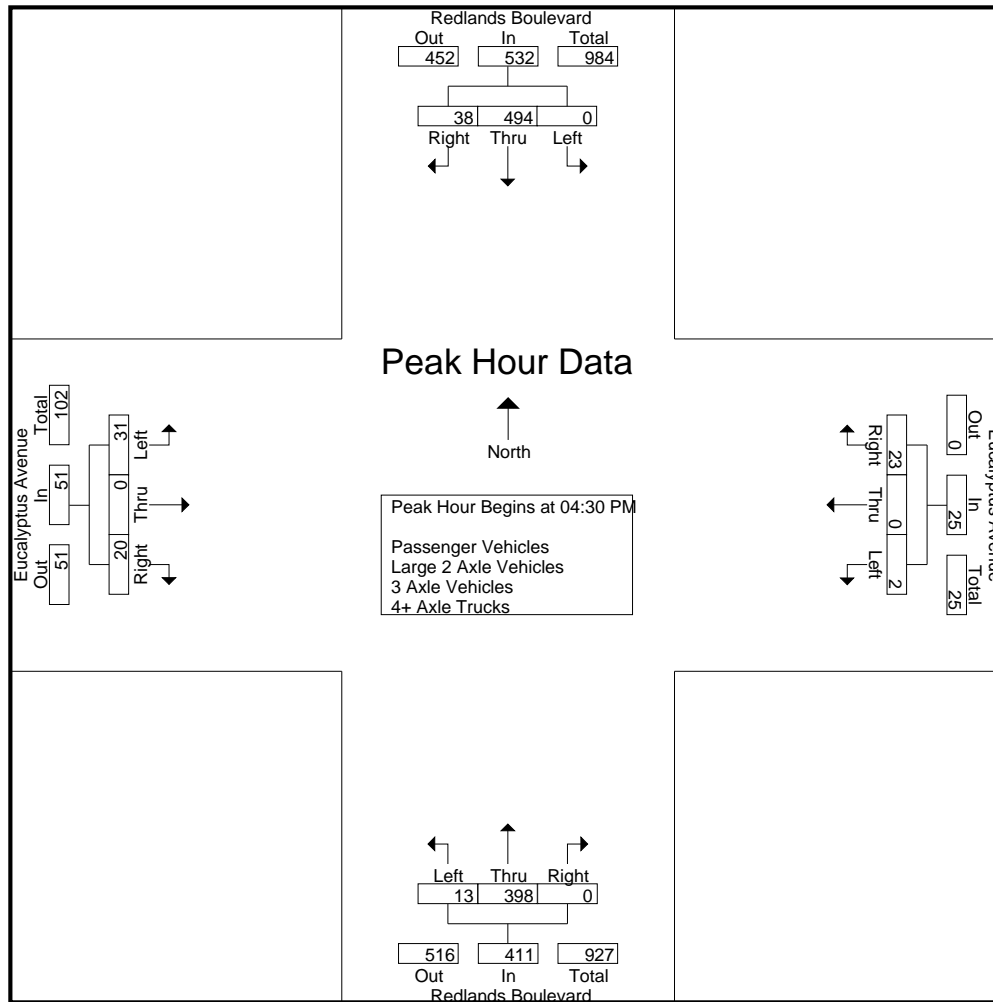 Redlands Boulevard
Out In Total
452 532 984
38 494 0
Right Thru Left
Peak Hour Data
North
Eucalyptus Avenue
Total In Out
102 51 51
31 0 20
Left Thru Right
Peak Hour Begins at 04:30 PM
Passenger Vehicles
Large 2 Axle Vehicles
3 Axle Vehicles
4+ Axle Trucks
Right Thru Left
23 0 2
Out In Total
0 25 25
Eucalyptus Avenue
Left Thru Right
13 398 0
516 411 927
Out In Total
Redlands Boulevard